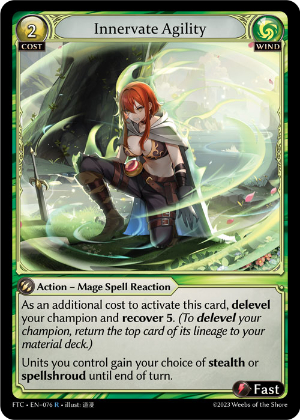 2
COST
Innervate Agility
WIND
Action – Mage Spell Reaction
As an additional cost to activate this card, delevel
your champion and recover 5. (To delevel your
champion, return the top card of its lineage to your
material deck.)
Units you control gain your choice of stealth or
spellshroud until end of turn.
Fast
FTC · EN–076 R · illust: 道菱
©2023 Weebs of the Shore